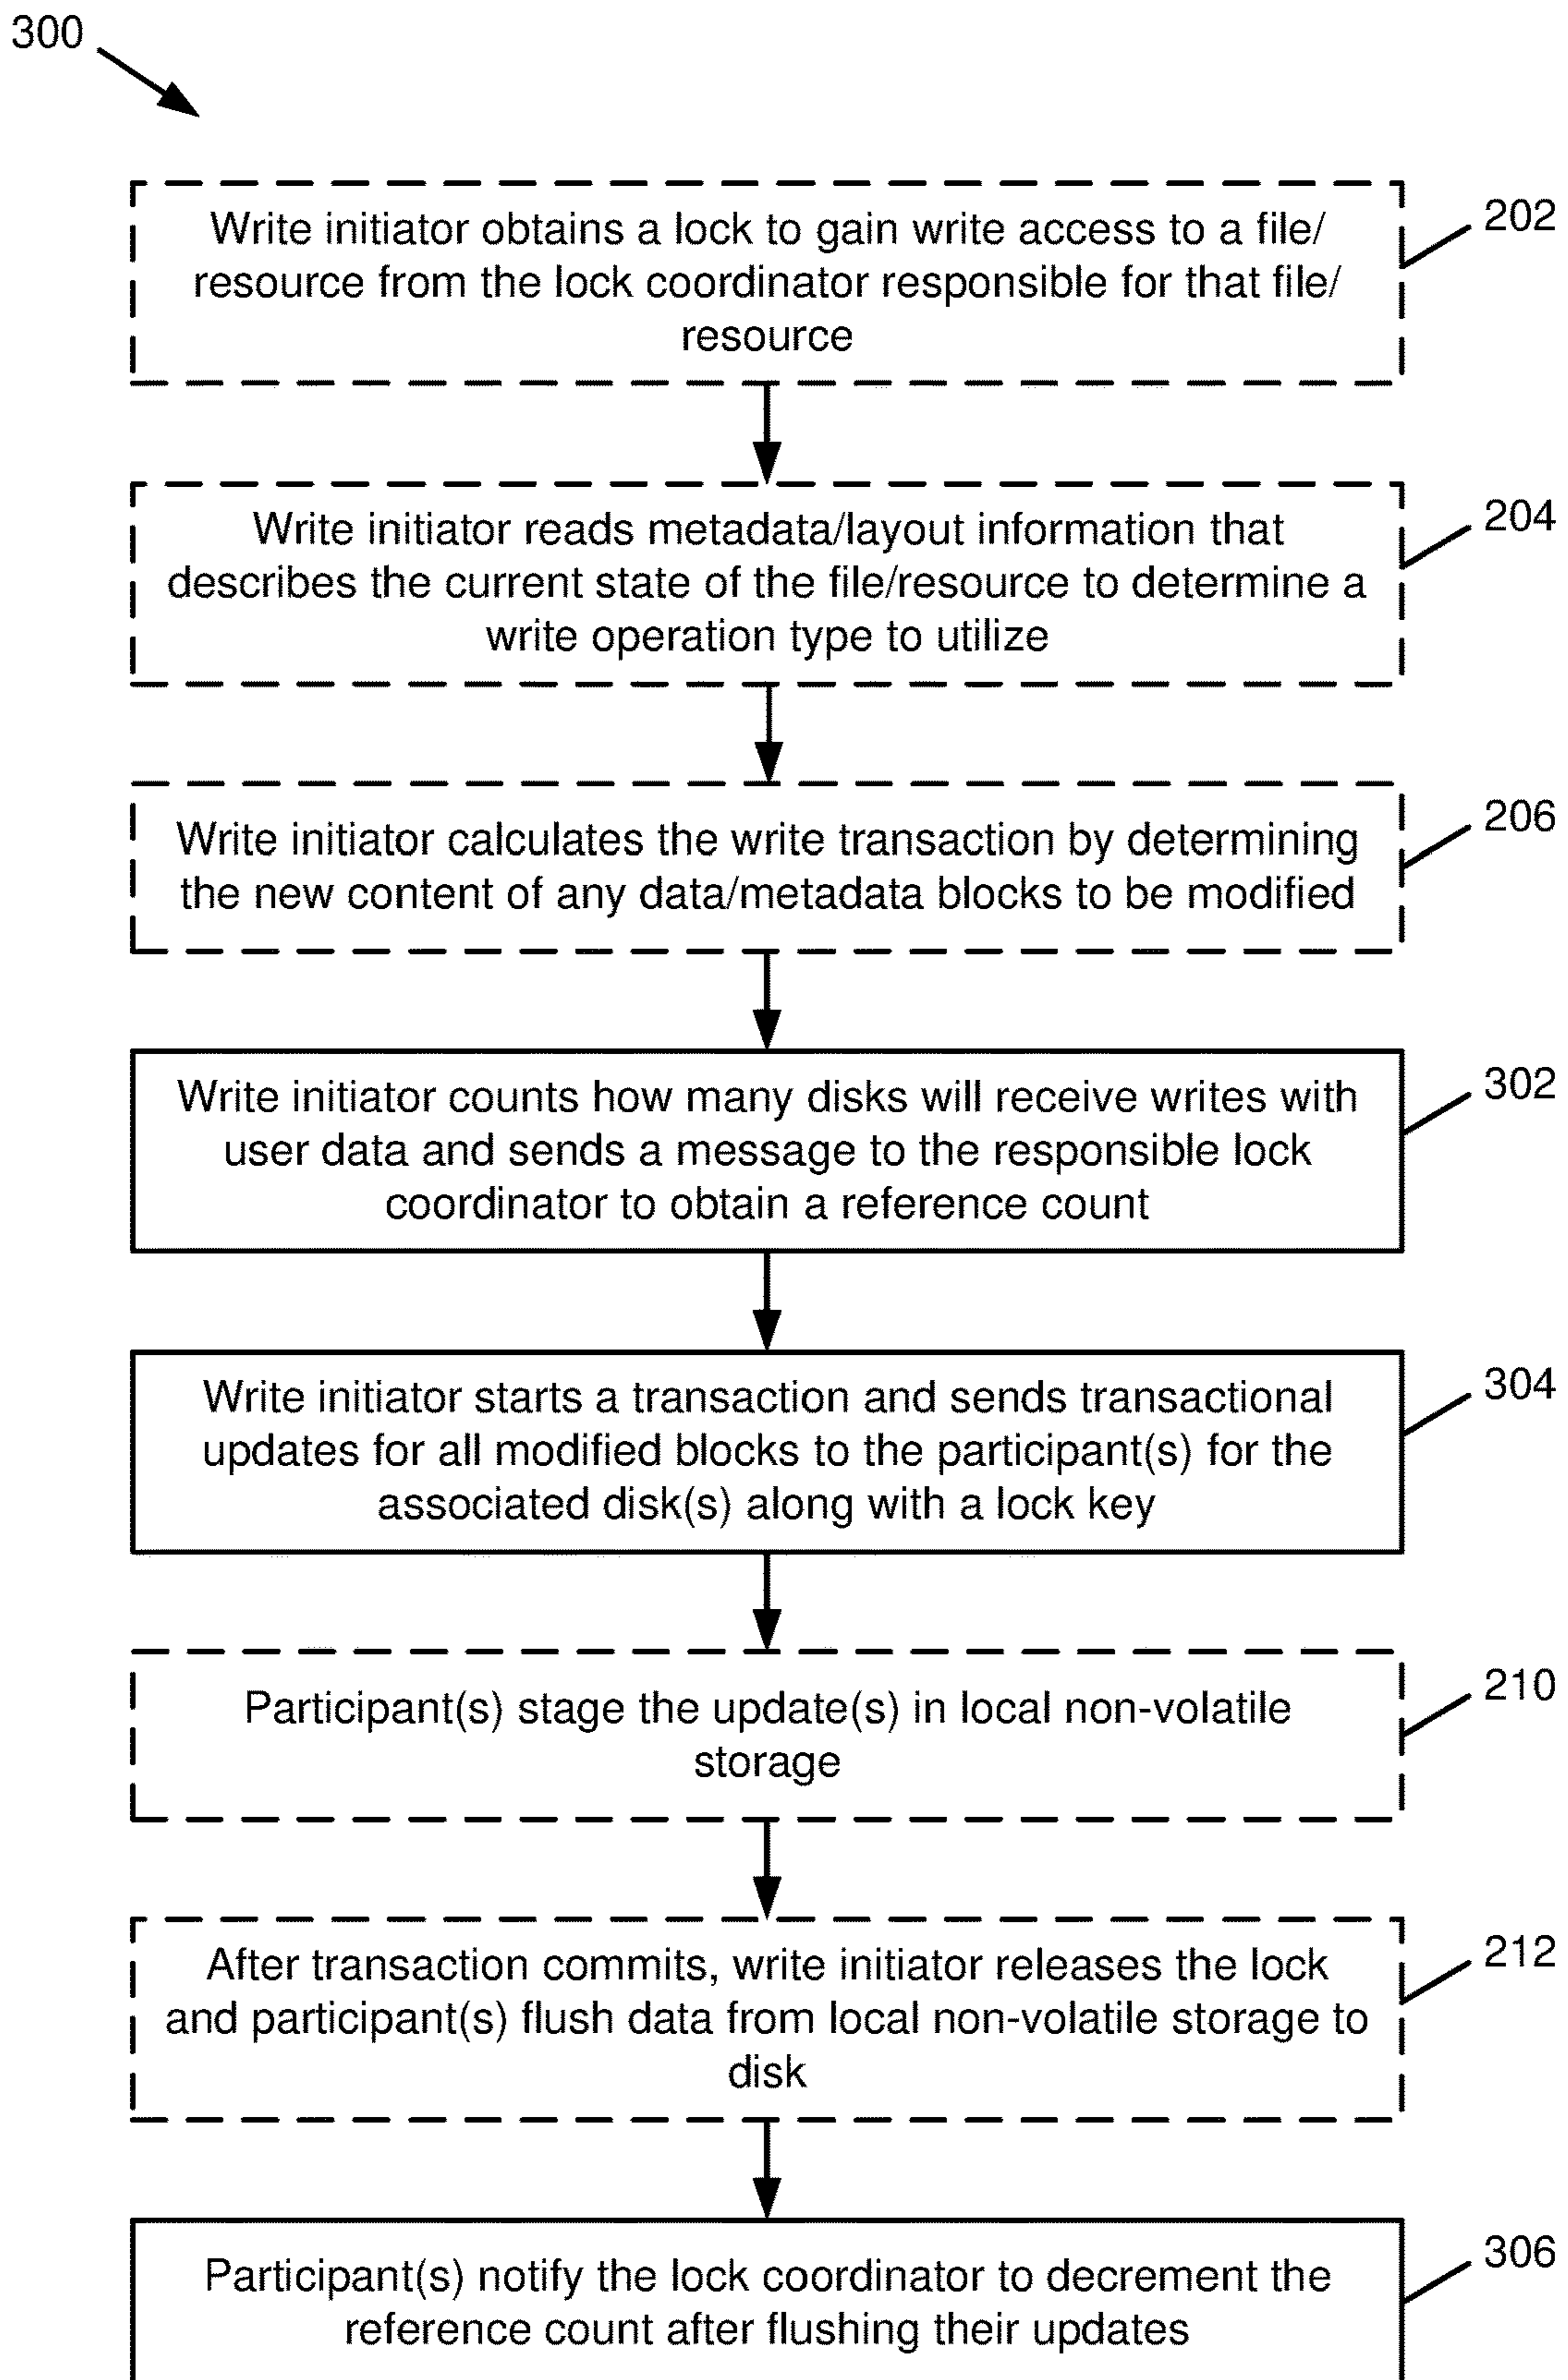 300
Write initiator obtains a lock to gain write access to a file/
resource from the lock coordinator responsible for that file/
resource
202
Write initiator reads metadata/layout information that
describes the current state of the file/resource to determine a
write operation type to utilize
204
Write initiator calculates the write transaction by determining
the new content of any data/metadata blocks to be modified
206
Write initiator counts how many disks will receive writes with
user data and sends a message to the responsible lock
coordinator to obtain a reference count
302
Write initiator starts a transaction and sends transactional
updates for all modified blocks to the participant(s) for the
associated disk(s) along with a lock key
304
Participant(s) stage the update(s) in local non-volatile
storage
210
After transaction commits, write initiator releases the lock
and participant(s) flush data from local non-volatile storage to
disk
212
Participant(s) notify the lock coordinator to decrement the
reference count after flushing their updates
306